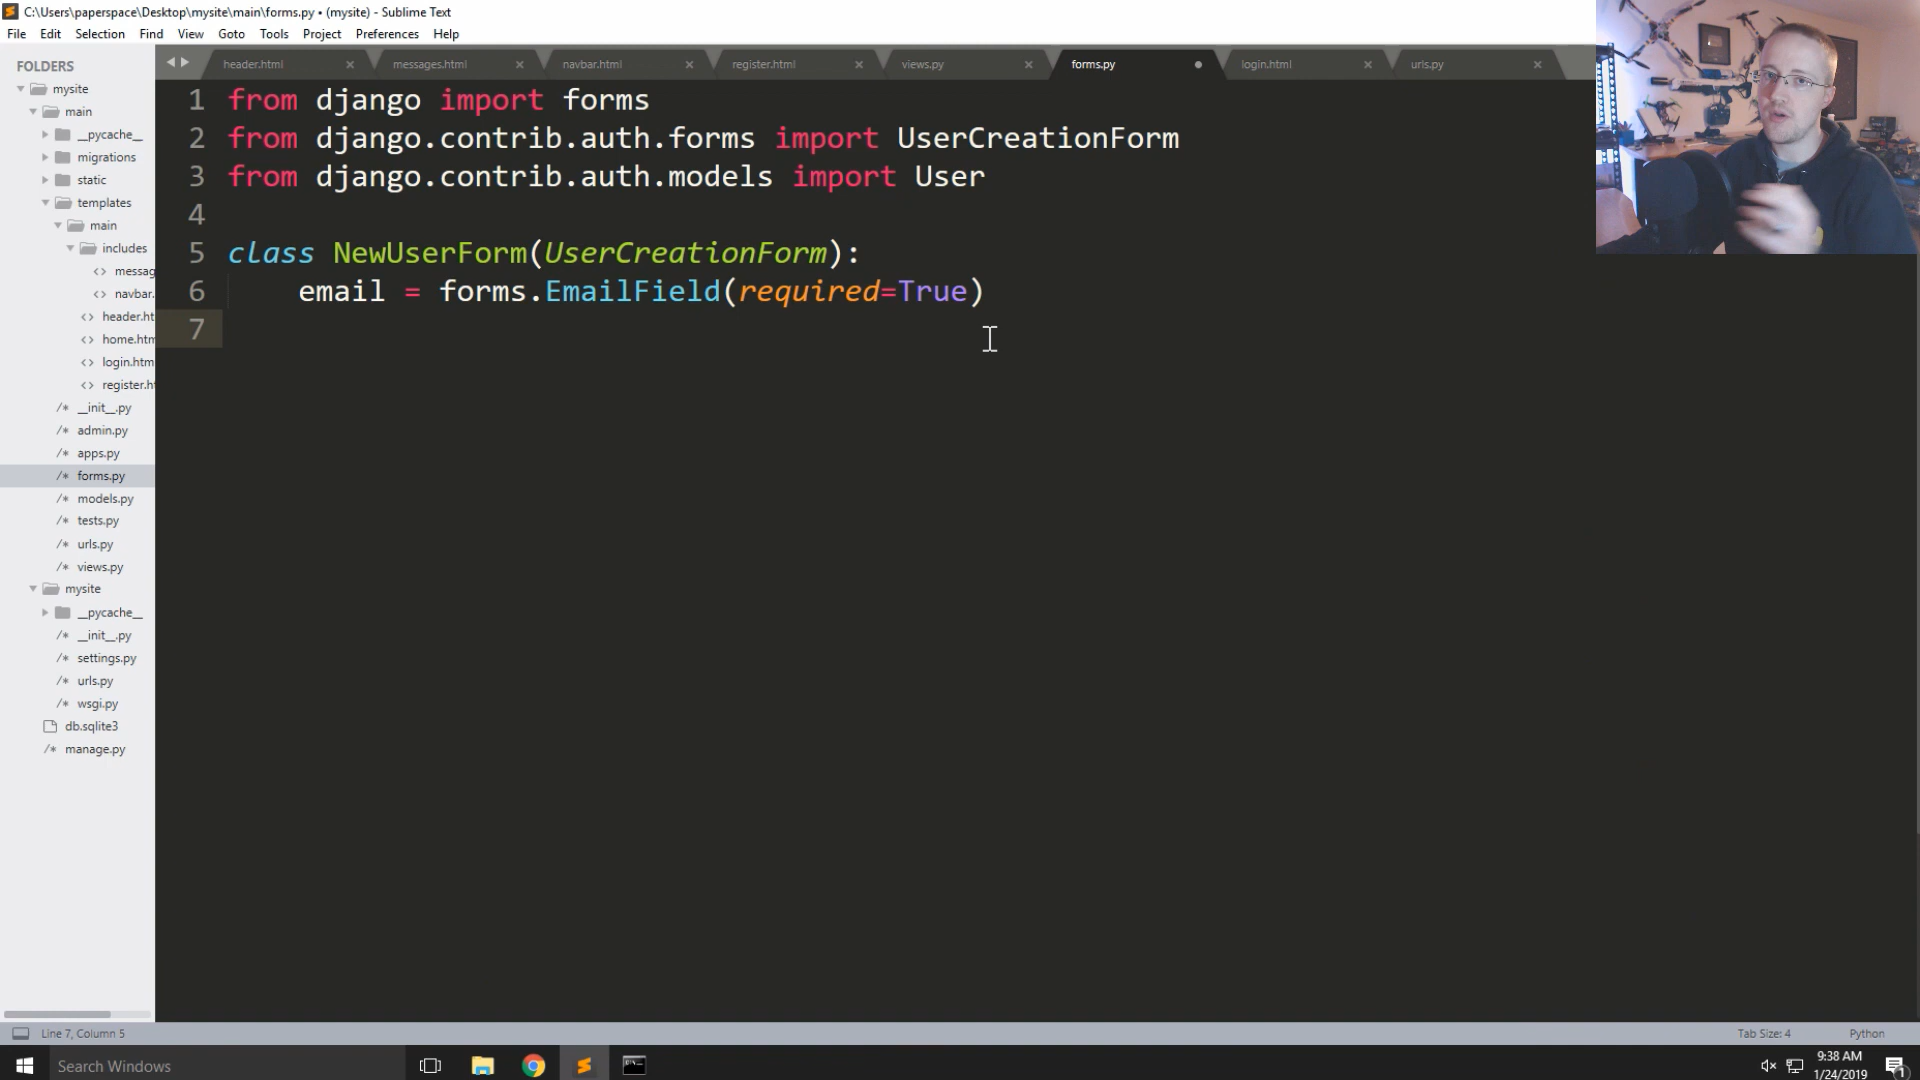 C:\Users\paperspace\Desktop\mysite\main\forms.py • (mysite) - Sublime Text
File Edit Selection Find View Goto Tools Project Preferences Help
FOLDERS
mysite
main
__pycache__
migrations
static
templates
main
includes
messag
navbar.
header.ht
home.htm
login.htm
register.h
__init__.py
admin.py
apps.py
forms.py
models.py
tests.py
urls.py
views.py
mysite
__pycache__
__init__.py
settings.py
urls.py
wsgi.py
db.sqlite3
manage.py
header.html messages.html navbar.html register.html views.py forms.py login.html urls.py
1 from django import forms
2 from django.contrib.auth.forms import UserCreationForm
3 from django.contrib.auth.models import User
4
5 class NewUserForm(UserCreationForm):
6 email = forms.EmailField(required=True)
7
Line 7, Column 5
Tab Size: 4 Python
Search Windows
9:38 AM
1/24/2019
1